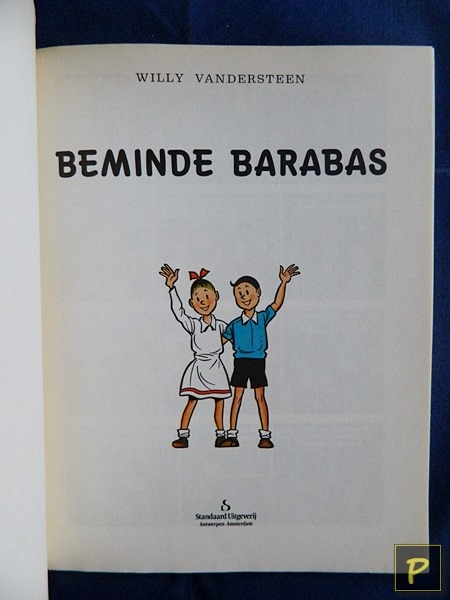 WILLY VANDERSTEEN
BEMINDE BARABAS
S
Standaard Uitgeverij
Antwerpen-Amsterdam
P